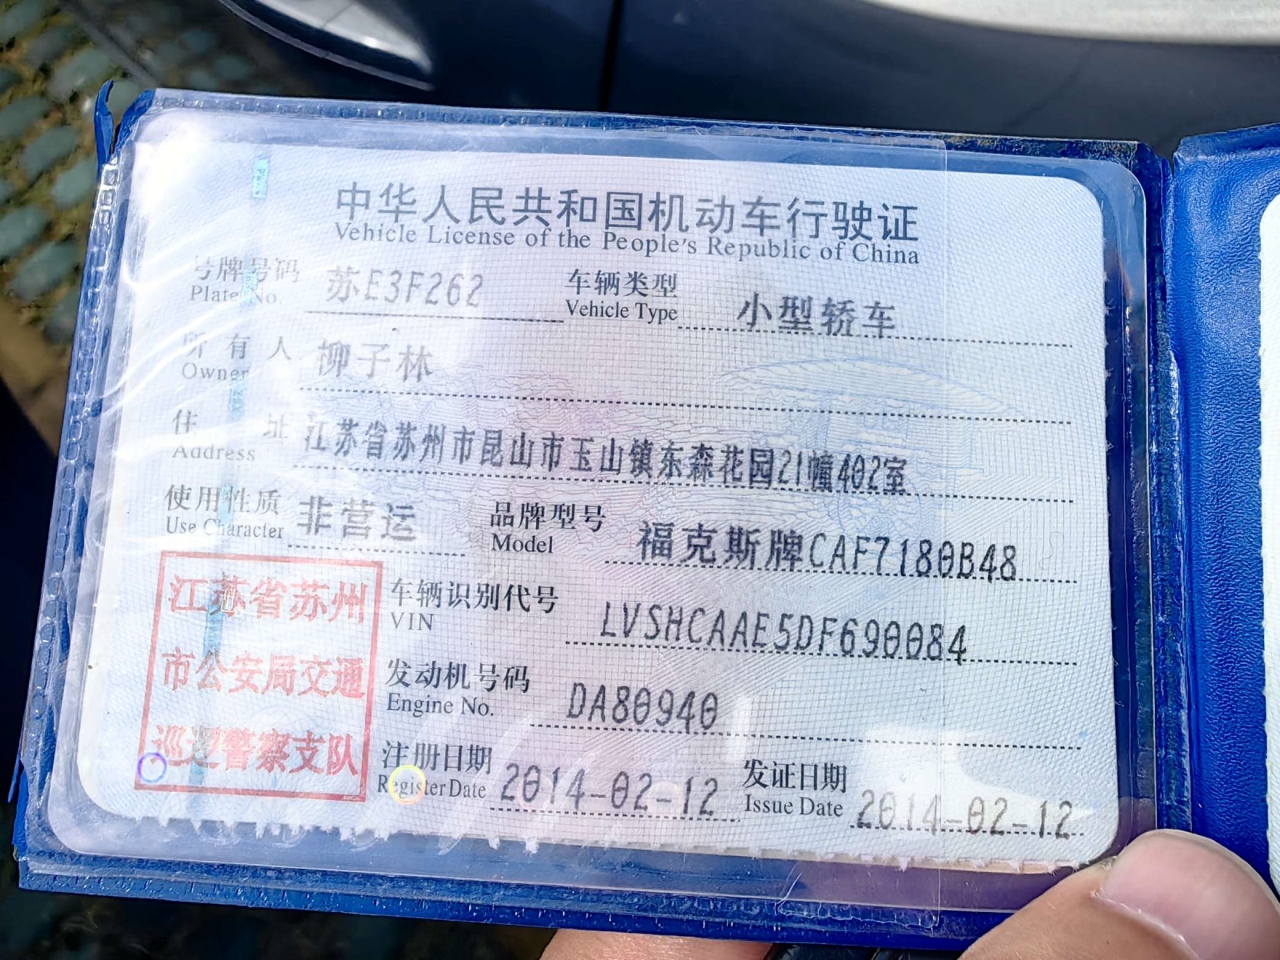 中华人民共和国机动车行驶证
Vehicle License of the People's Republic of China
号牌号码 苏E3F262 车辆类型 小型轿车
Plate No. Vehicle Type
所有人 柳子林
Owner
住址 江苏省苏州市昆山市玉山镇东森花园21幢402室
Address
使用性质 非营运 品牌型号 福克斯牌CAF7180B48
Use Character Model
江苏省苏州
市公安局交通
巡逻警察支队
车辆识别代号 LVSHCAAE5DF690084
VIN
发动机号码 DA80940
Engine No.
注册日期 2014-02-12 发证日期 2014-02-12
Register Date Issue Date